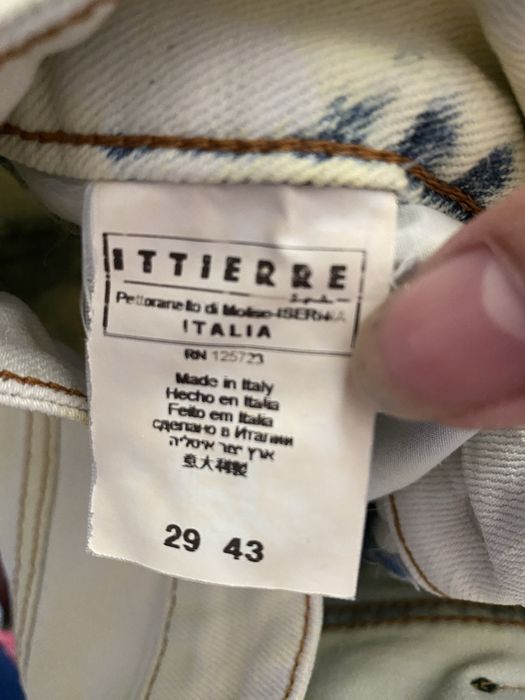 ITTIERRE
S.p.A.
Pettoranello di Molise-ISERNIA
ITALIA
RN 125723
Made in Italy
Hecho en Italia
Feito em Italia
сделано в Италии
ארץ יצור איטליה
意大利製
29 43